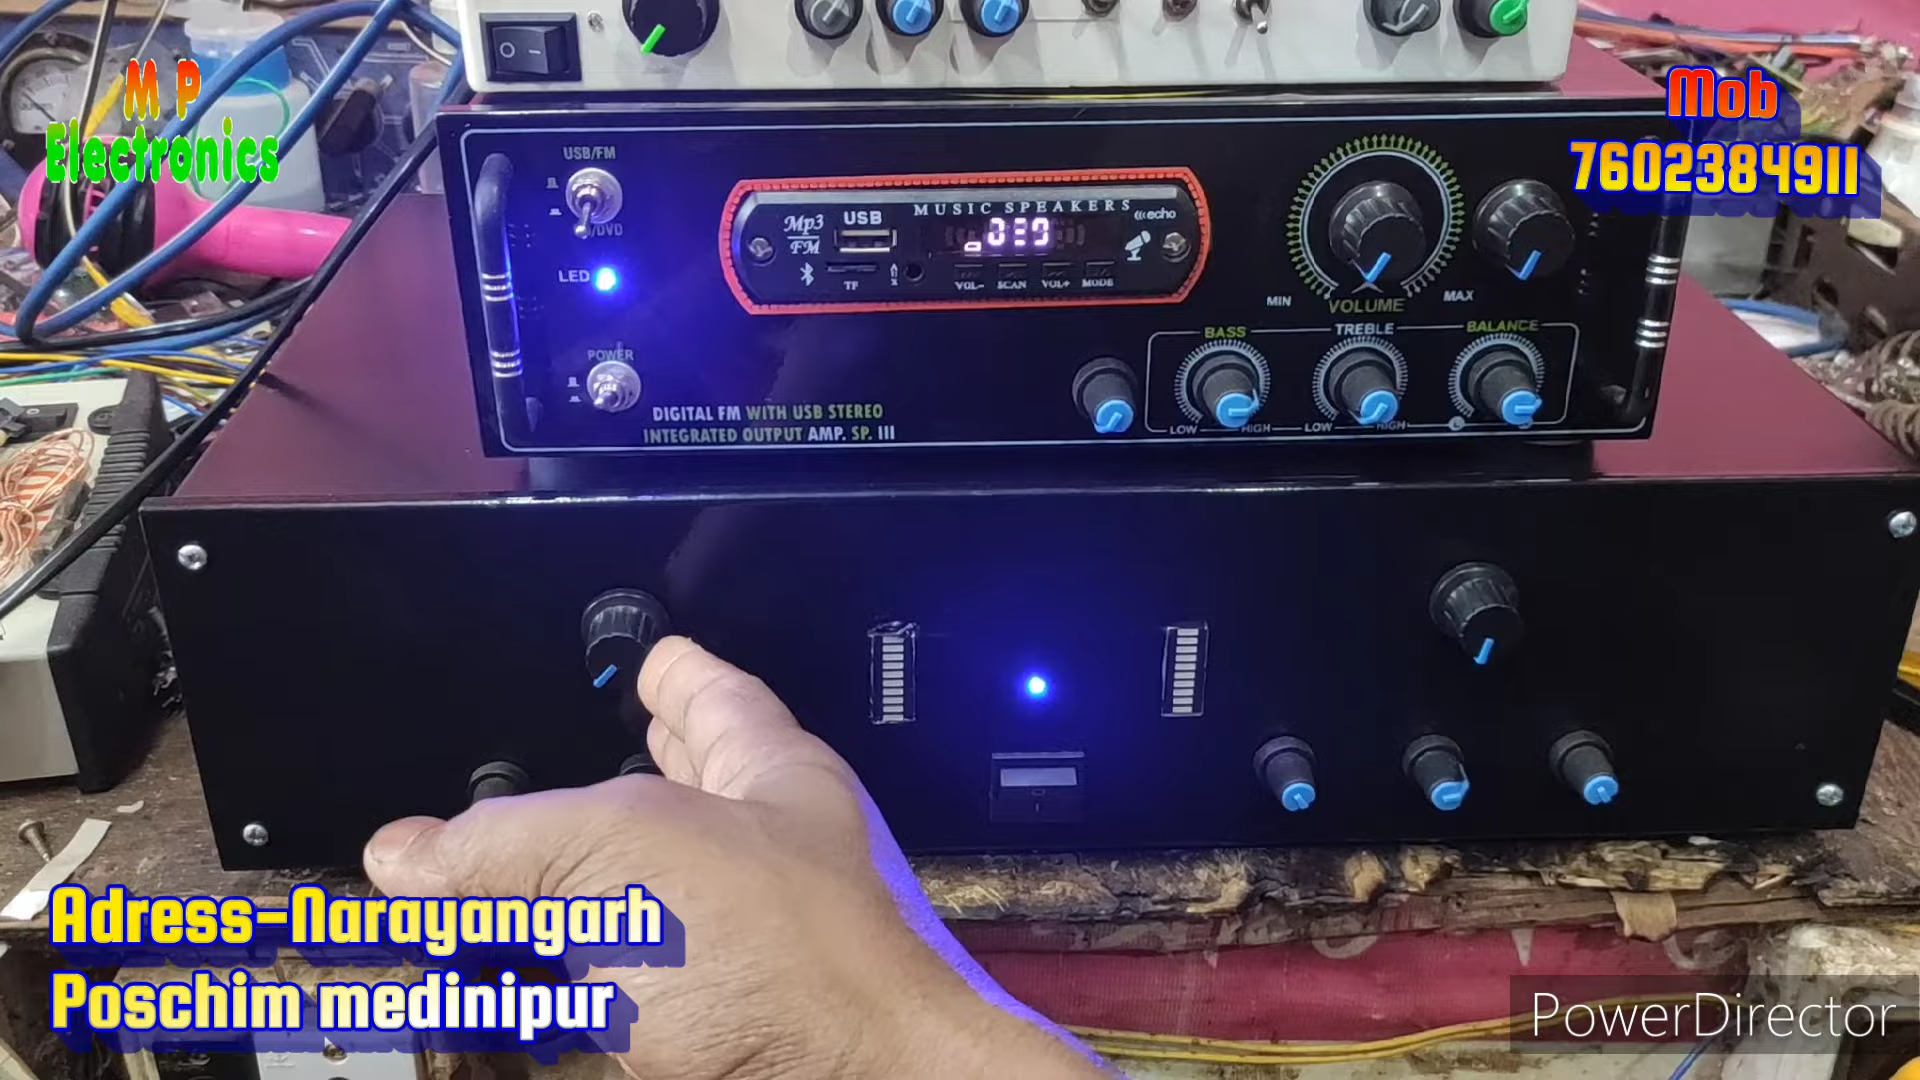 M P
Electronics
Mob
7602384911
USB/FM
/DVD
LED
POWER
DIGITAL FM WITH USB STEREO
INTEGRATED OUTPUT AMP. SP. III
MUSIC SPEAKERS
Mp3
FM
USB
echo
TF
VOL-
SCAN
VOL+
MODE
MIN
VOLUME
MAX
BASS
TREBLE
BALANCE
LOW
HIGH
LOW
HIGH
L
Adress-Narayangarh
Poschim medinipur
PowerDirector